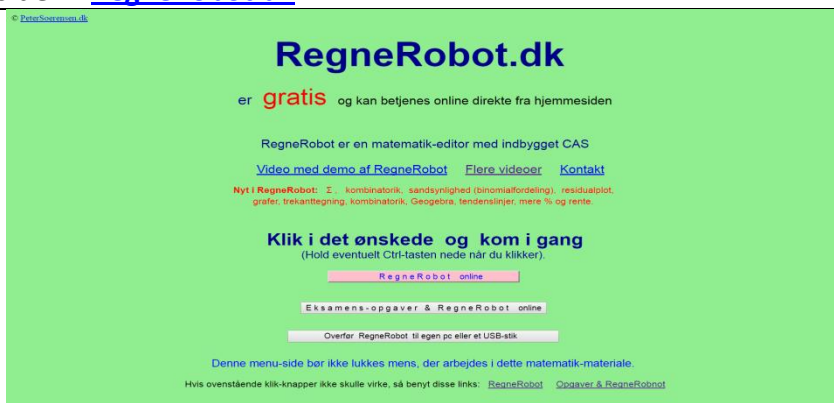 © PeterSoerensen.dk
RegneRobot.dk
er gratis og kan betjenes online direkte fra hjemmesiden
RegneRobot er en matematik-editor med indbygget CAS
Video med demo af RegneRobot Flere videoer Kontakt
Nyt i RegneRobot: Σ , kombinatorik, sandsynlighed (binomialfordeling), residualplot,
grafer, trekanttegning, kombinatorik, Geogebra, tendenslinjer, mere % og rente.
Klik i det ønskede og kom i gang
(Hold eventuelt Ctrl-tasten nede når du klikker).
RegneRobot online
Eksamens-opgaver & RegneRobot online
Overfør RegneRobot til egen pc eller et USB-stik
Denne menu-side bør ikke lukkes mens, der arbejdes i dette matematik-materiale.
Hvis ovenstående klik-knapper ikke skulle virke, så benyt disse links: RegneRobot Opgaver & RegneRobnot